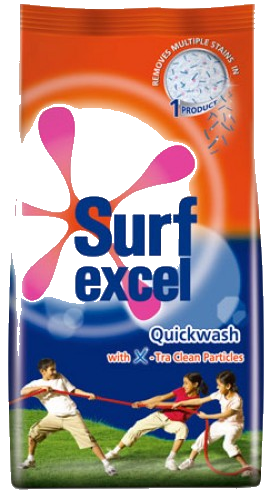 REMOVES MULTIPLE STAINS IN
1 PRODUCT
Surf
excel
Quickwash
with X-Tra Clean Particles